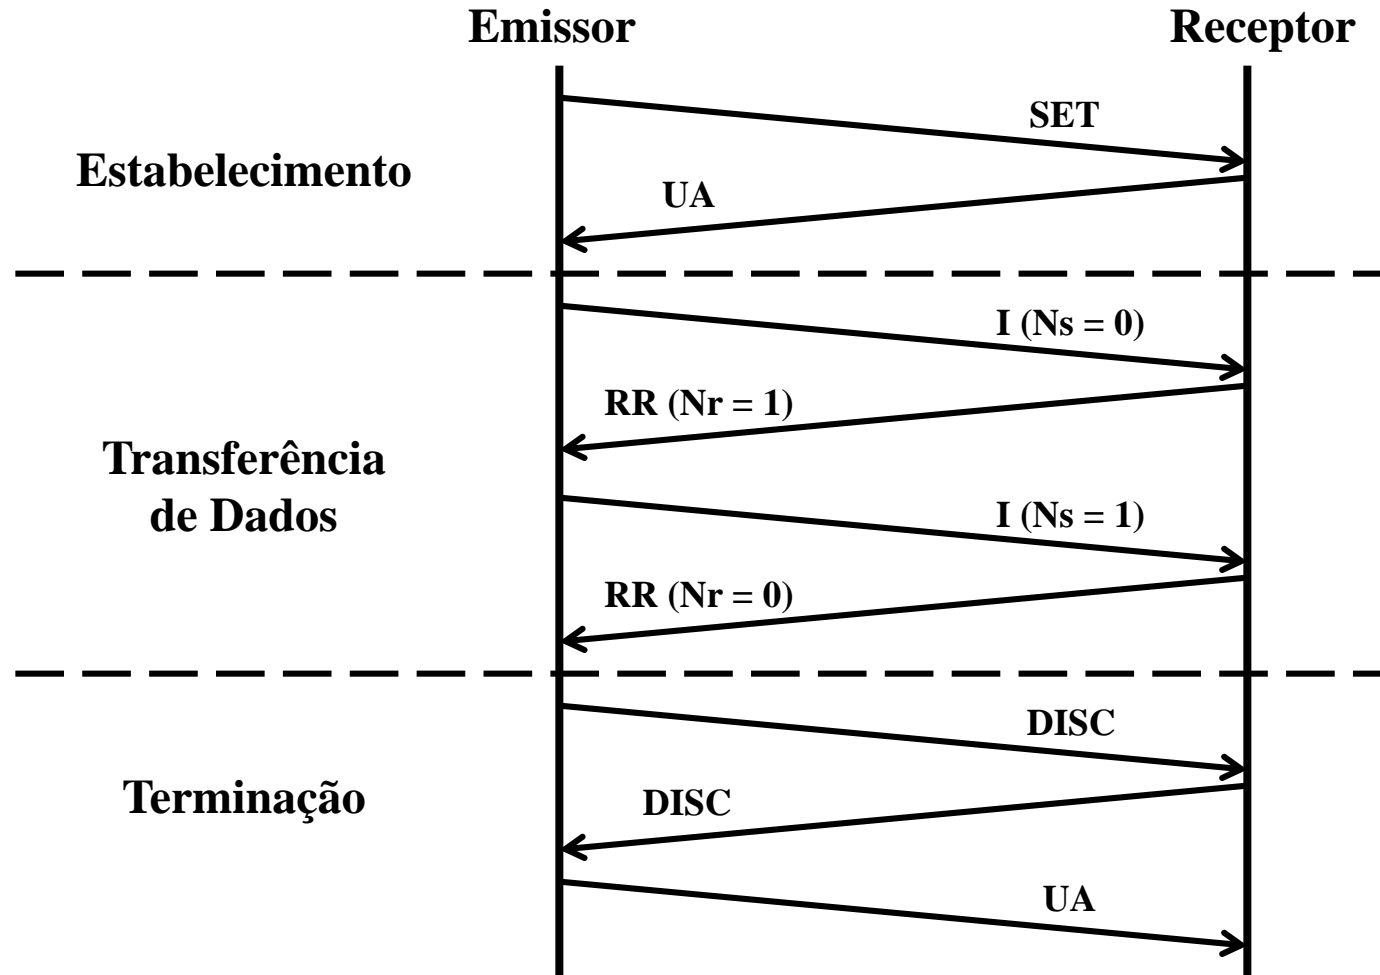 Emissor
Receptor
SET
Estabelecimento
UA
I (Ns = 0)
RR (Nr = 1)
Transferência
de Dados
I (Ns = 1)
RR (Nr = 0)
DISC
Terminação
DISC
UA